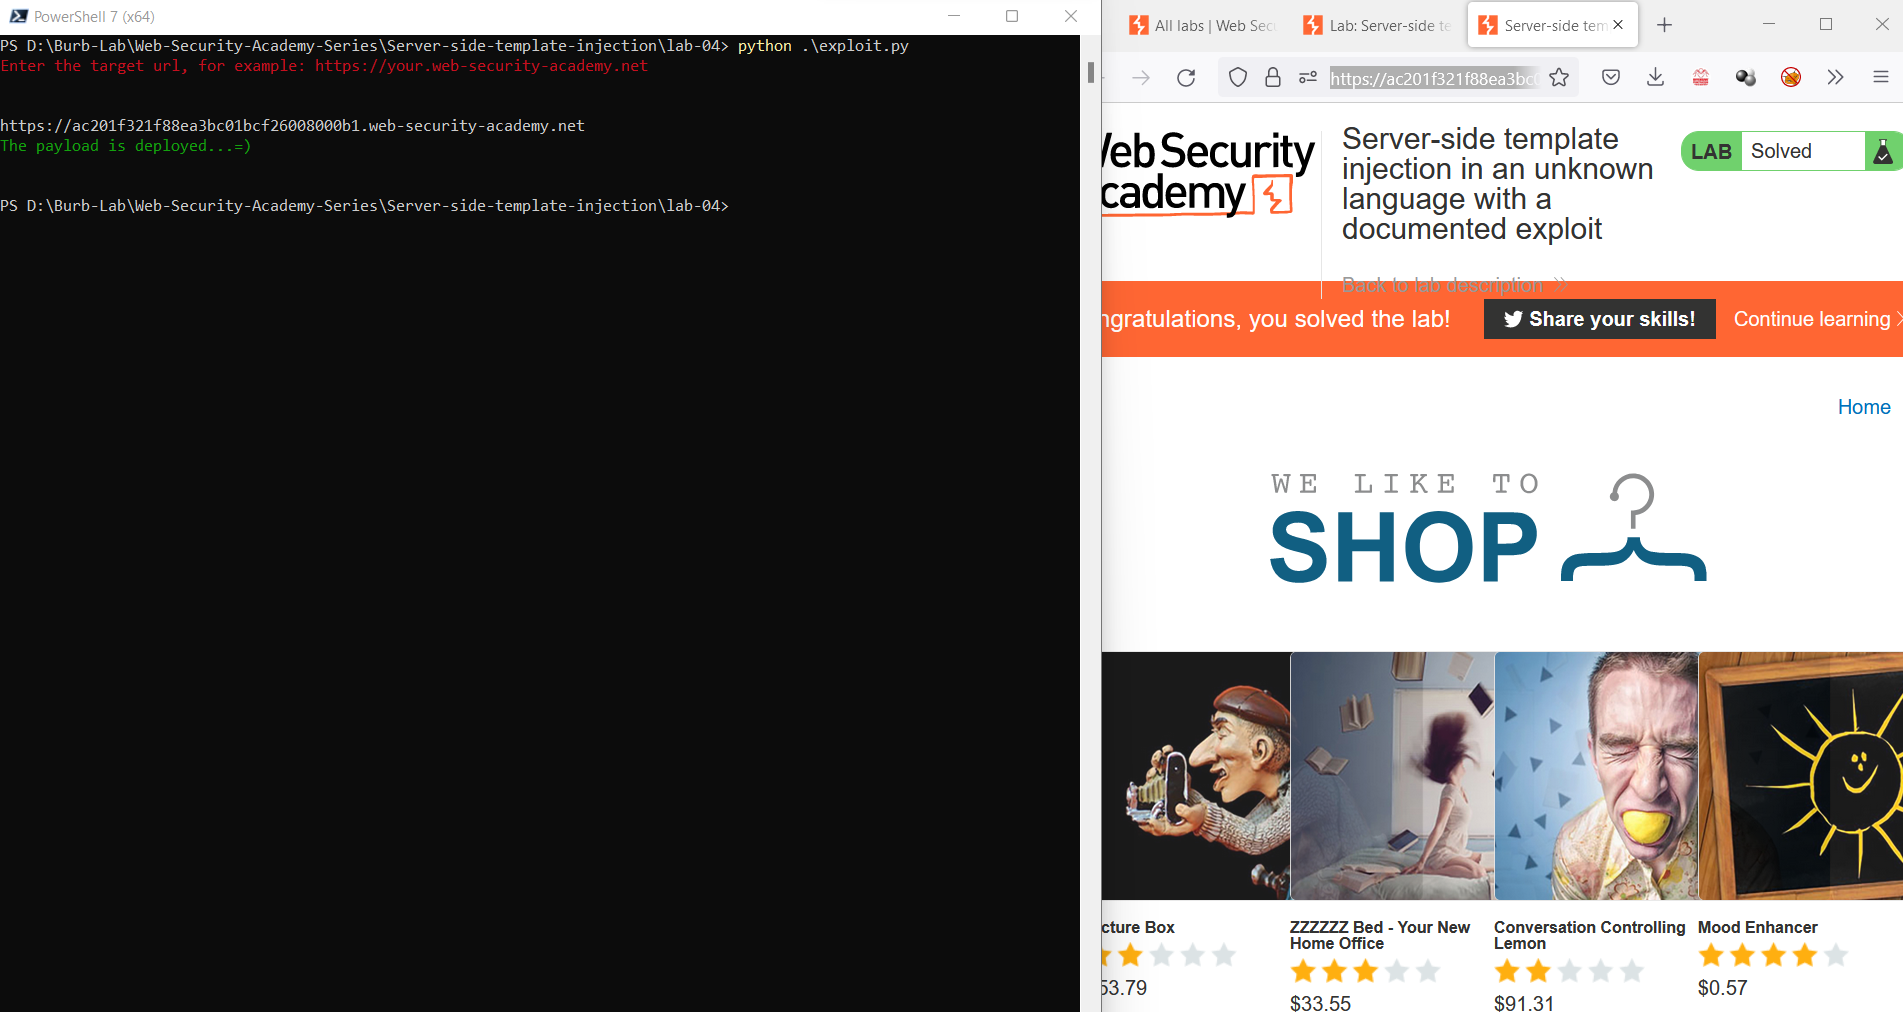 PowerShell 7 (x64)
PS D:\Burb-Lab\Web-Security-Academy-Series\Server-side-template-injection\lab-04> python .\exploit.py
Enter the target url, for example: https://your.web-security-academy.net
https://ac201f321f88ea3bc01bcf26008000b1.web-security-academy.net
The payload is deployed...=)
PS D:\Burb-Lab\Web-Security-Academy-Series\Server-side-template-injection\lab-04>
All labs | Web Sec
Lab: Server-side te
Server-side tem
https://ac201f321f88ea3bc0
Web Security
Academy
Server-side template
injection in an unknown
language with a
documented exploit
Back to lab description
LAB Solved
ngratulations, you solved the lab!
Share your skills!
Continue learning
Home
WE LIKE TO
SHOP
cture Box
53.79
ZZZZZZ Bed - Your New
Home Office
$33.55
Conversation Controlling
Lemon
$91.31
Mood Enhancer
$0.57